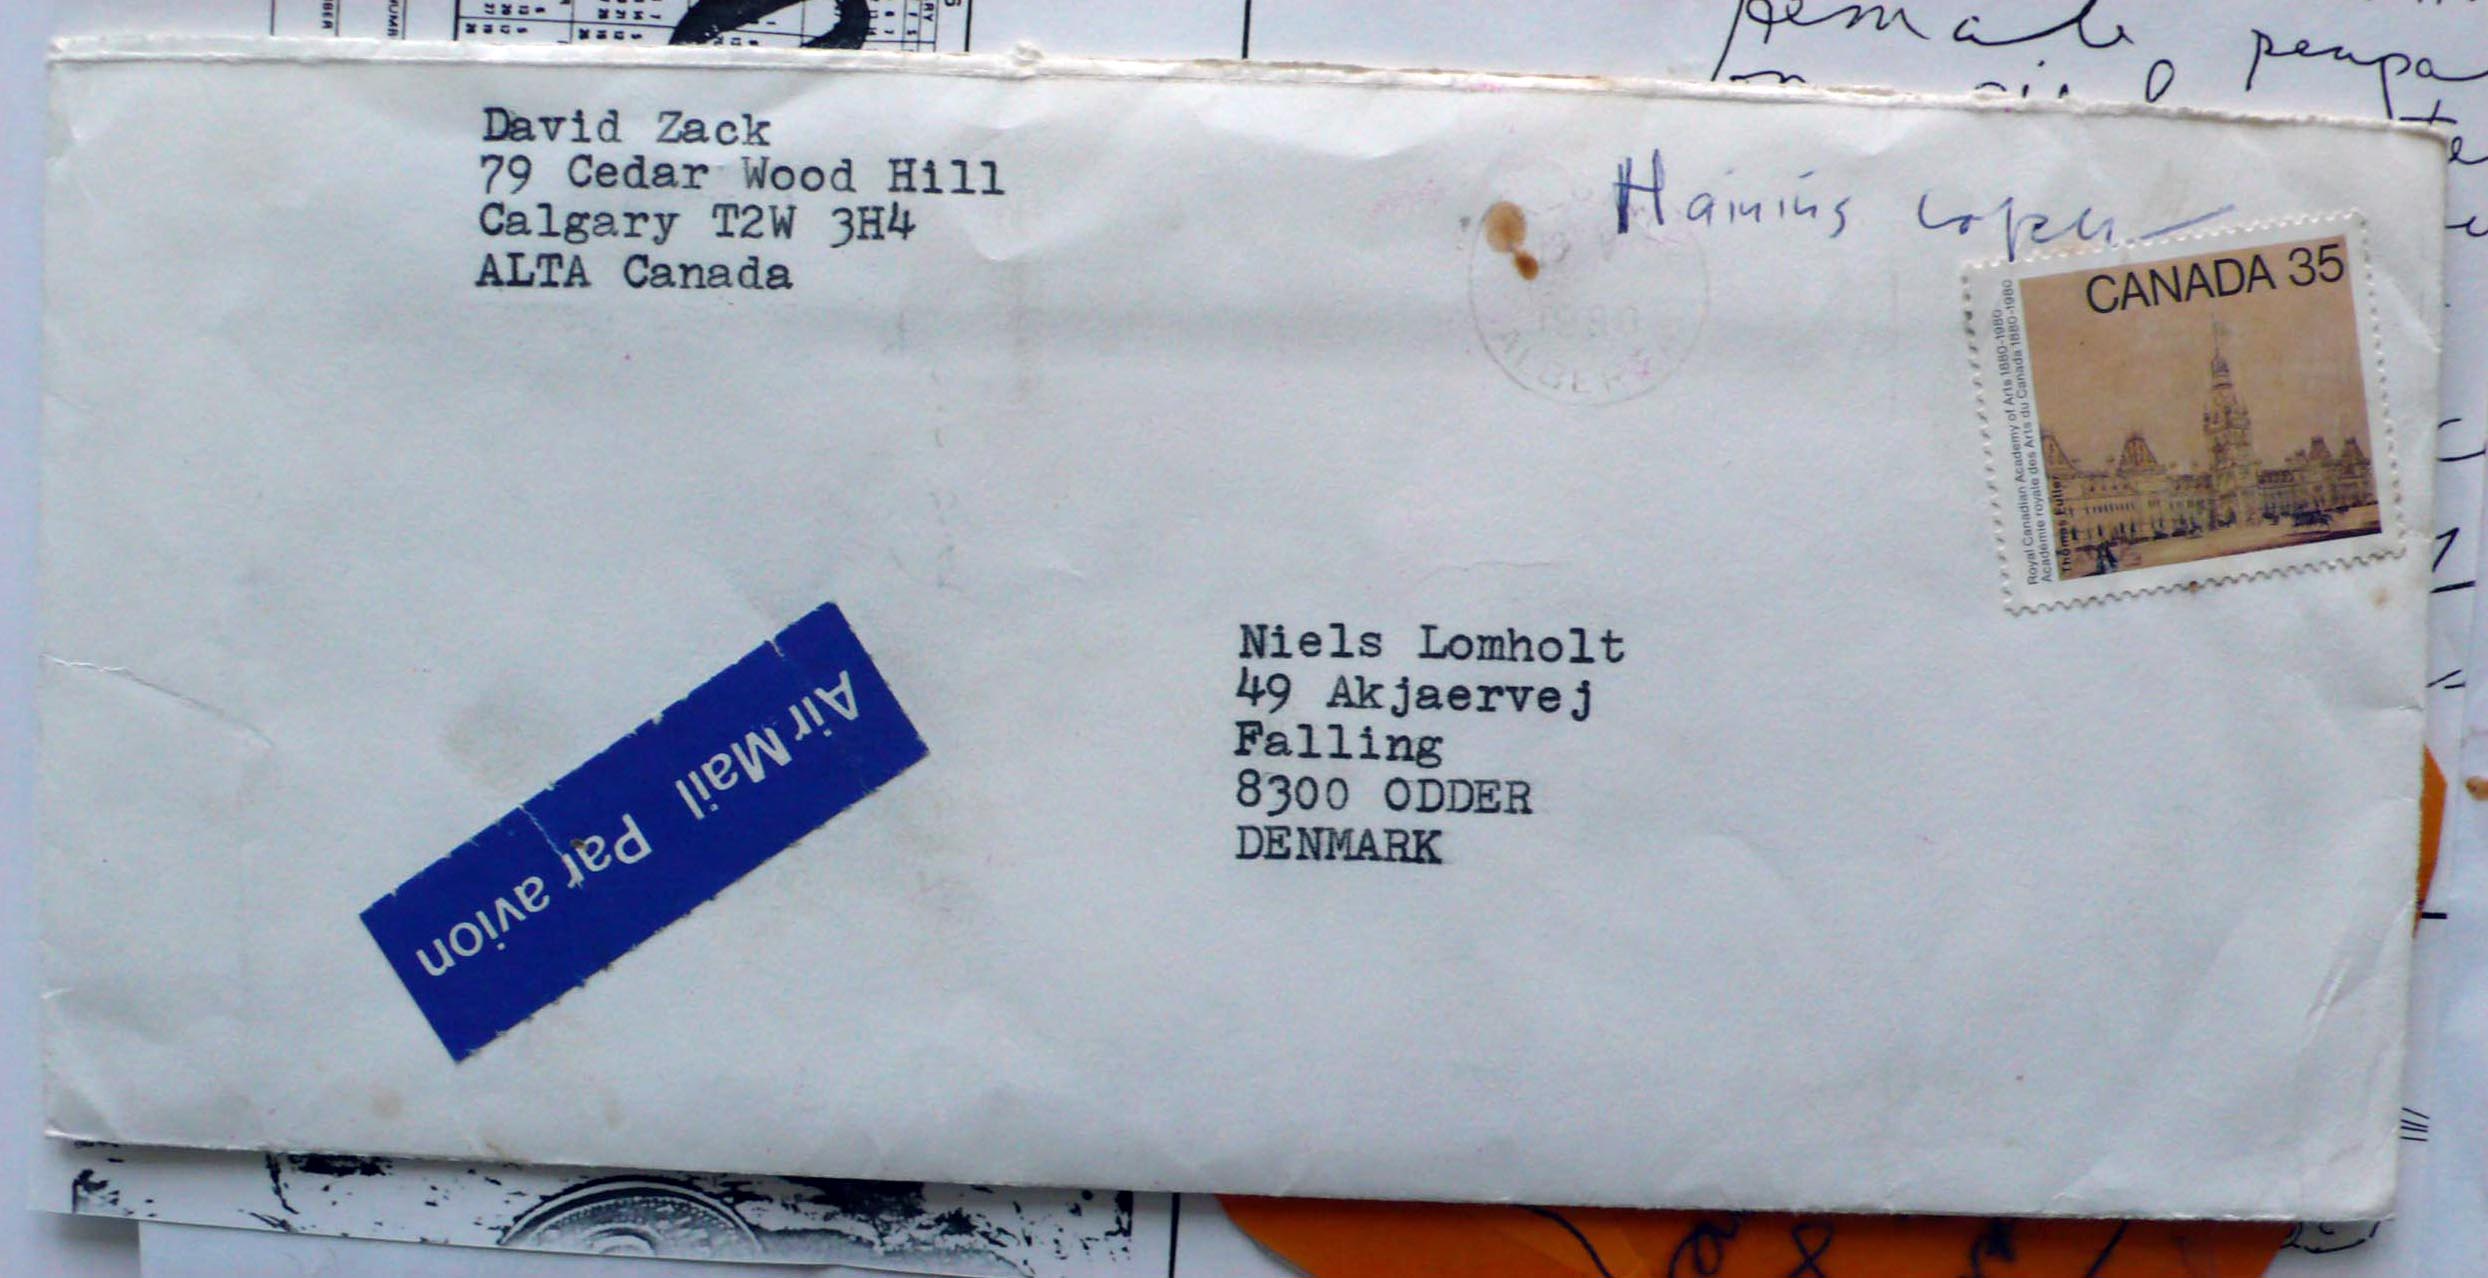 David Zack
79 Cedar Wood Hill
Calgary T2W 3H4
ALTA Canada
CANADA 35
Royal Canadian Academy of Arts 1880-1980
Académie royale des Arts du Canada 1880-1980
Thomas Fuller
1980
ALBERTA
Niels Lomholt
49 Akjaervej
Falling
8300 ODDER
DENMARK
Air Mail Par avion